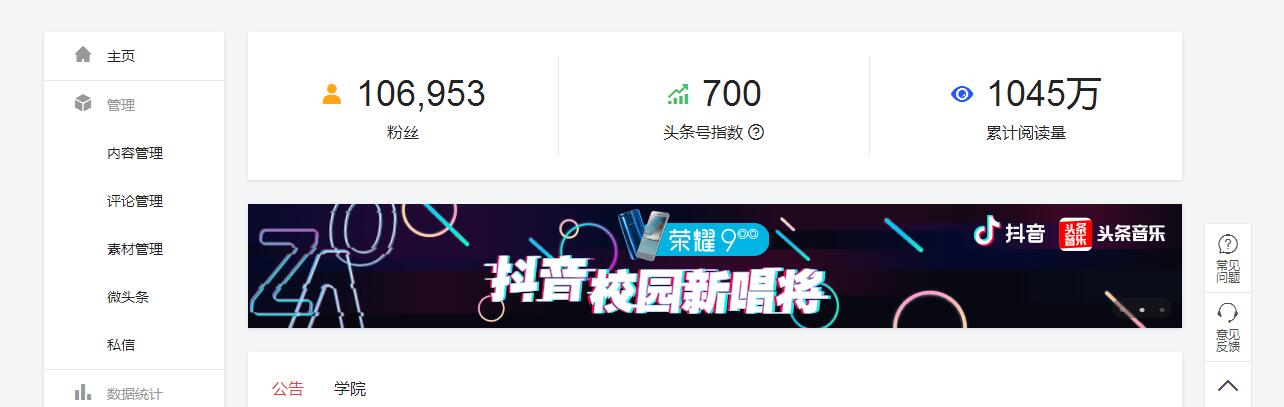 主页
管理
内容管理
评论管理
素材管理
微头条
私信
数据统计
106,953
粉丝
700
头条号指数
1045万
累计阅读量
荣耀9
抖音校园新唱将
抖音
头条音乐
头条音乐
公告
学院
常见
问题
意见
反馈